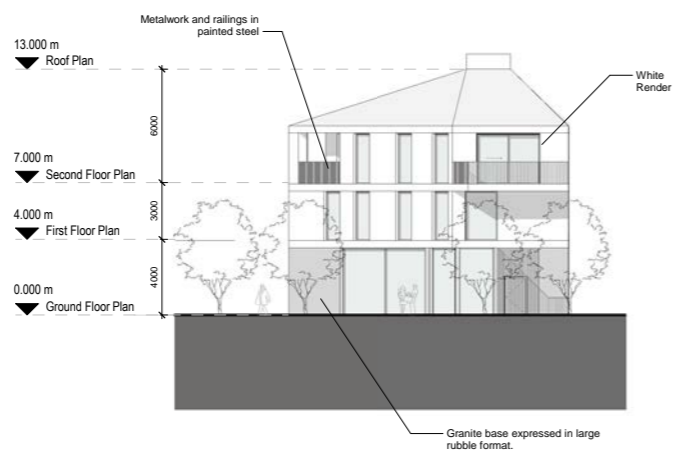 Metalwork and railings in
painted steel
13.000 m
Roof Plan
White
Render
6000
7.000 m
Second Floor Plan
3000
4.000 m
First Floor Plan
4000
0.000 m
Ground Floor Plan
Granite base expressed in large
rubble format.